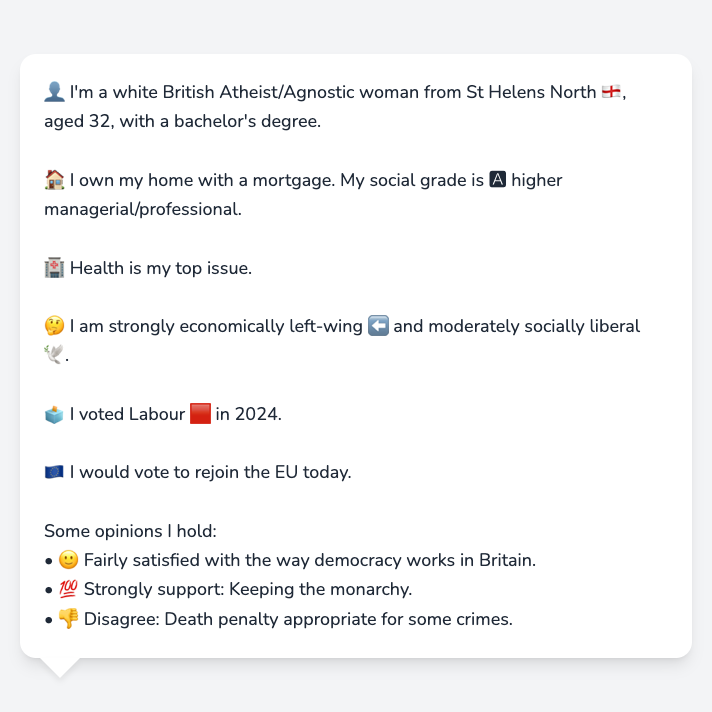 👤 I'm a white British Atheist/Agnostic woman from St Helens North 🏴󠁧󠁢󠁥󠁮󠁧󠁿,
aged 32, with a bachelor's degree.
🏠 I own my home with a mortgage. My social grade is 🅰 higher
managerial/professional.
🏥 Health is my top issue.
🤔 I am strongly economically left-wing ⬅️ and moderately socially liberal
🕊️.
🗳️ I voted Labour 🟥 in 2024.
🇪🇺 I would vote to rejoin the EU today.
Some opinions I hold:
• 🙂 Fairly satisfied with the way democracy works in Britain.
• 💯 Strongly support: Keeping the monarchy.
• 👎 Disagree: Death penalty appropriate for some crimes.